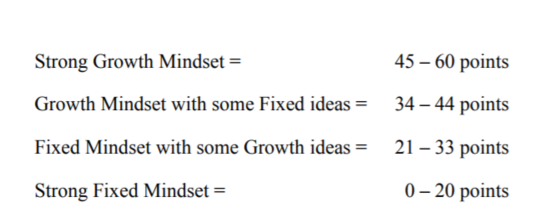 Strong Growth Mindset = 45 – 60 points
Growth Mindset with some Fixed ideas = 34 – 44 points
Fixed Mindset with some Growth ideas = 21 – 33 points
Strong Fixed Mindset = 0 – 20 points